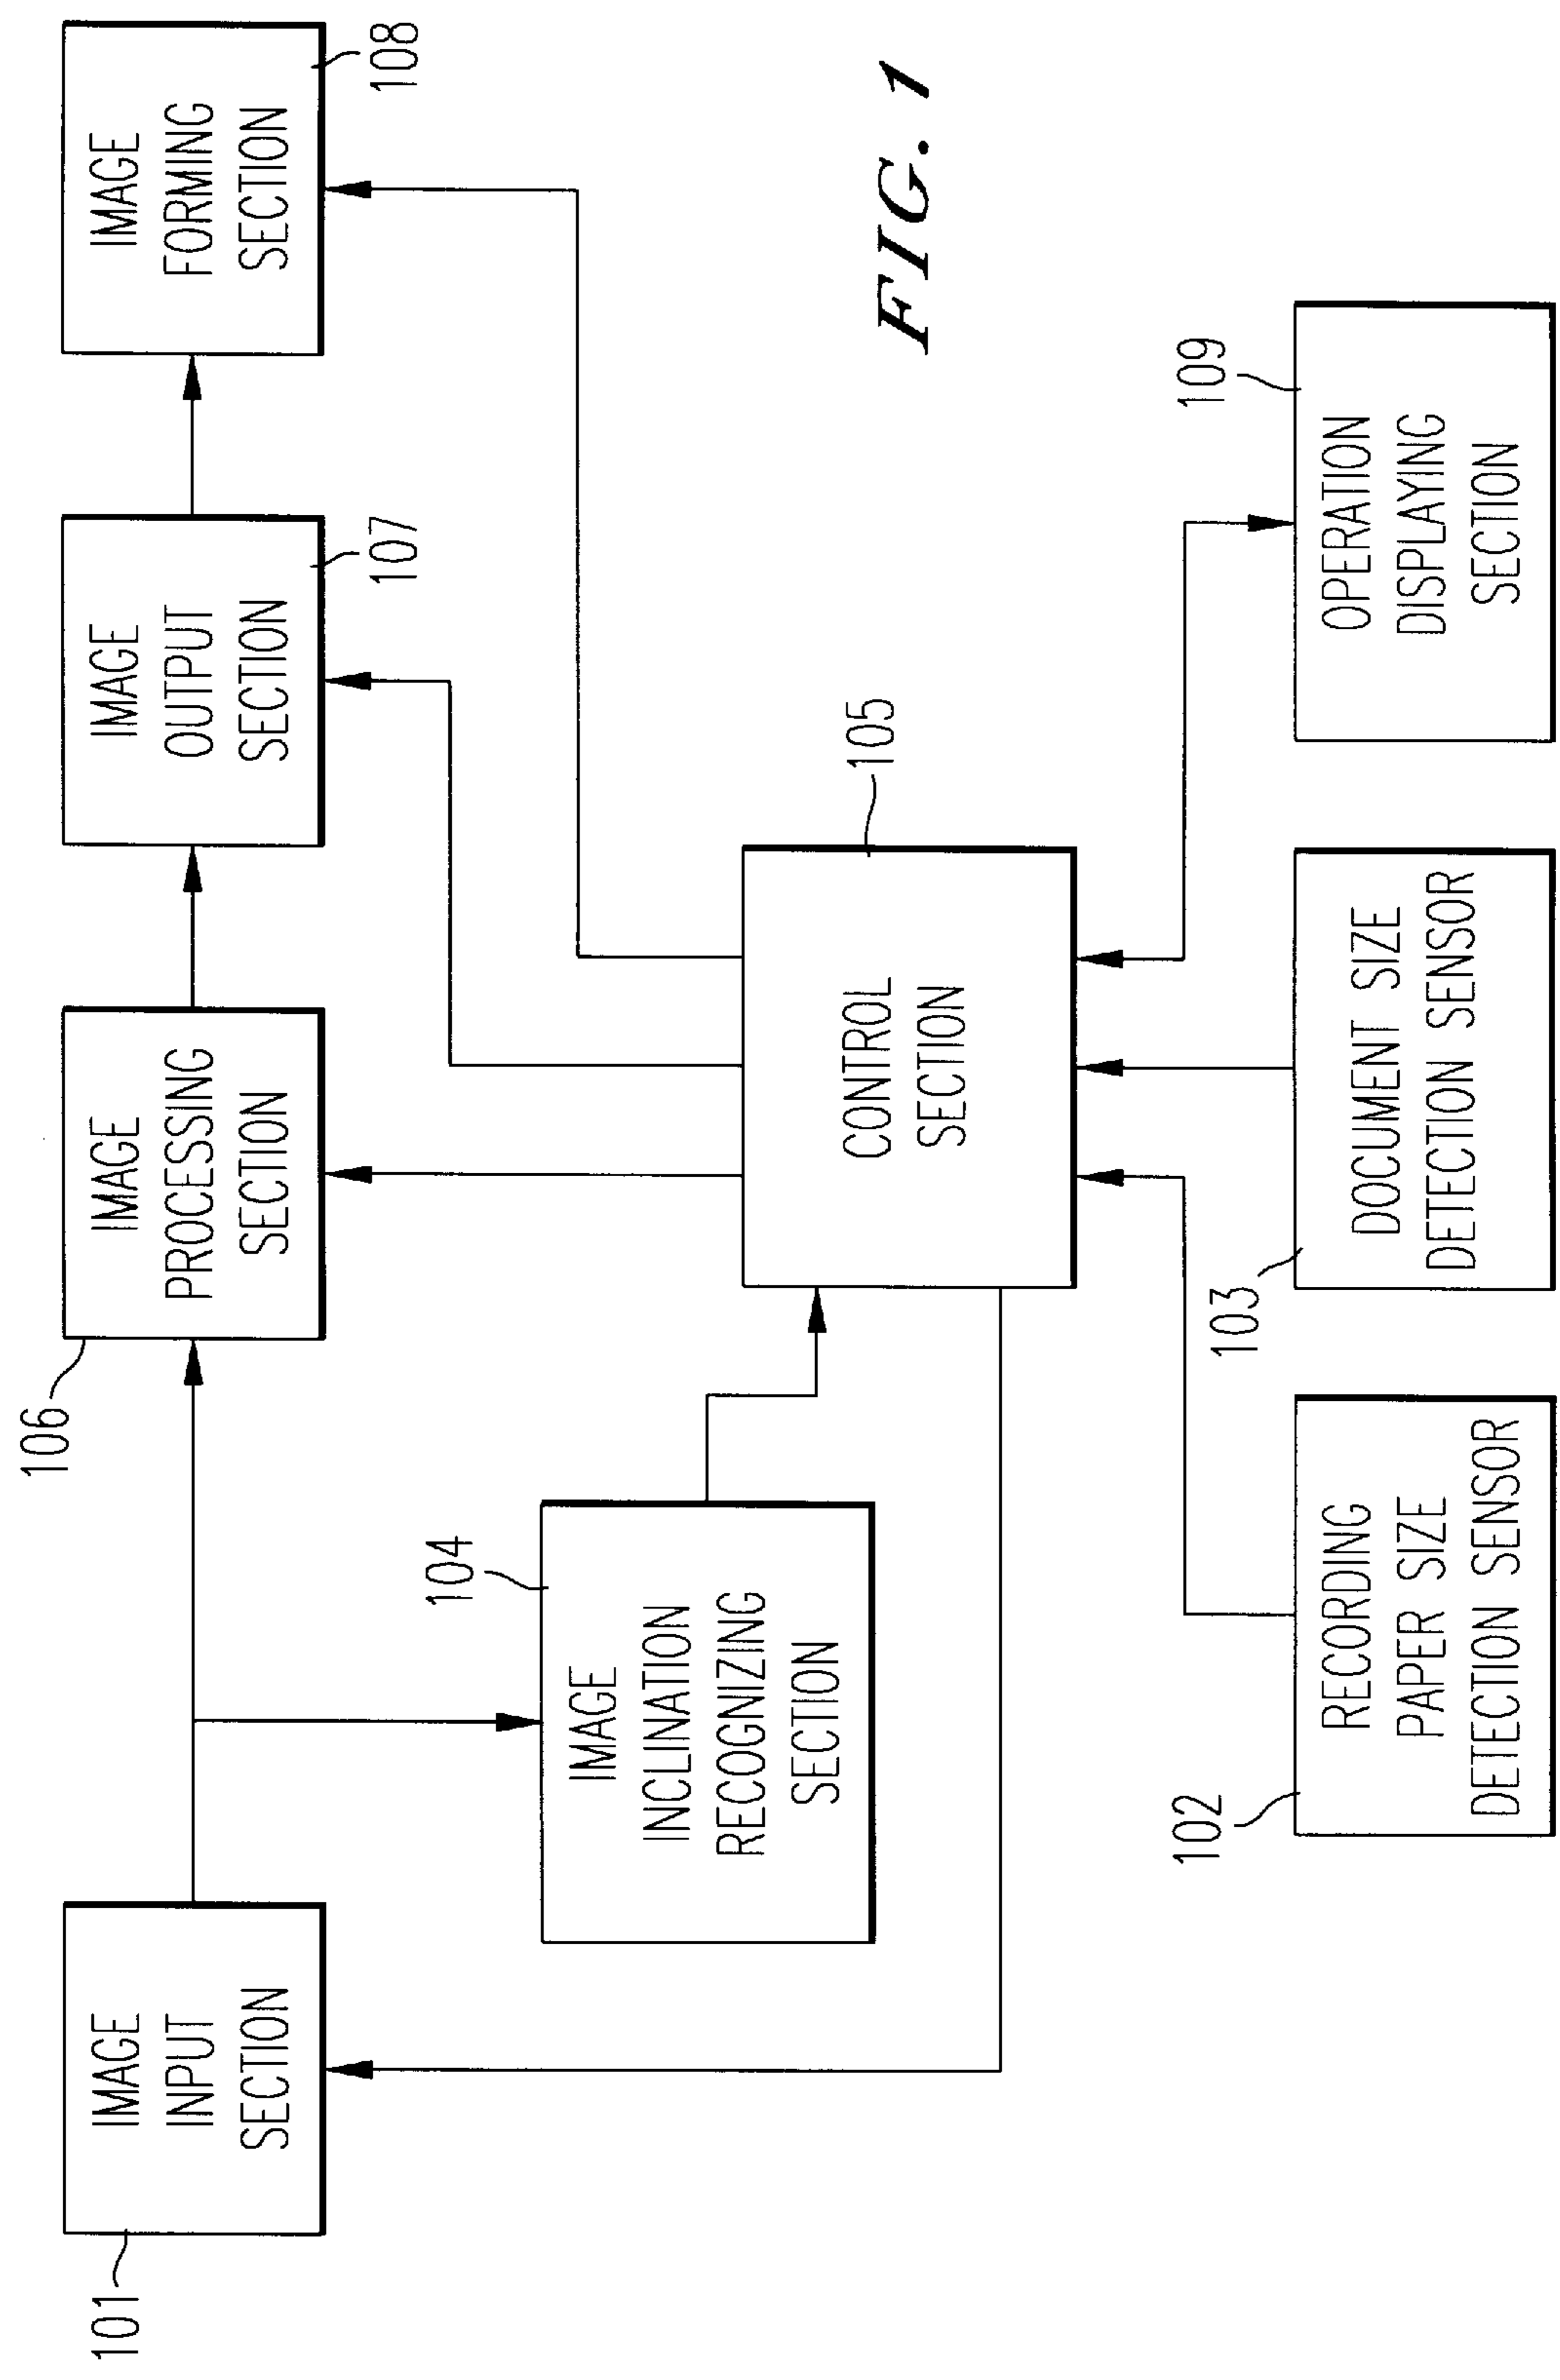 101
IMAGE
INPUT
SECTION
106
IMAGE
PROCESSING
SECTION
IMAGE
OUTPUT
SECTION
107
IMAGE
FORMING
SECTION
108
104
IMAGE
INCLINATION
RECOGNIZING
SECTION
105
CONTROL
SECTION
FIG. 1
102
RECORDING
PAPER SIZE
DETECTION SENSOR
103
DOCUMENT SIZE
DETECTION SENSOR
109
OPERATION
DISPLAYING
SECTION